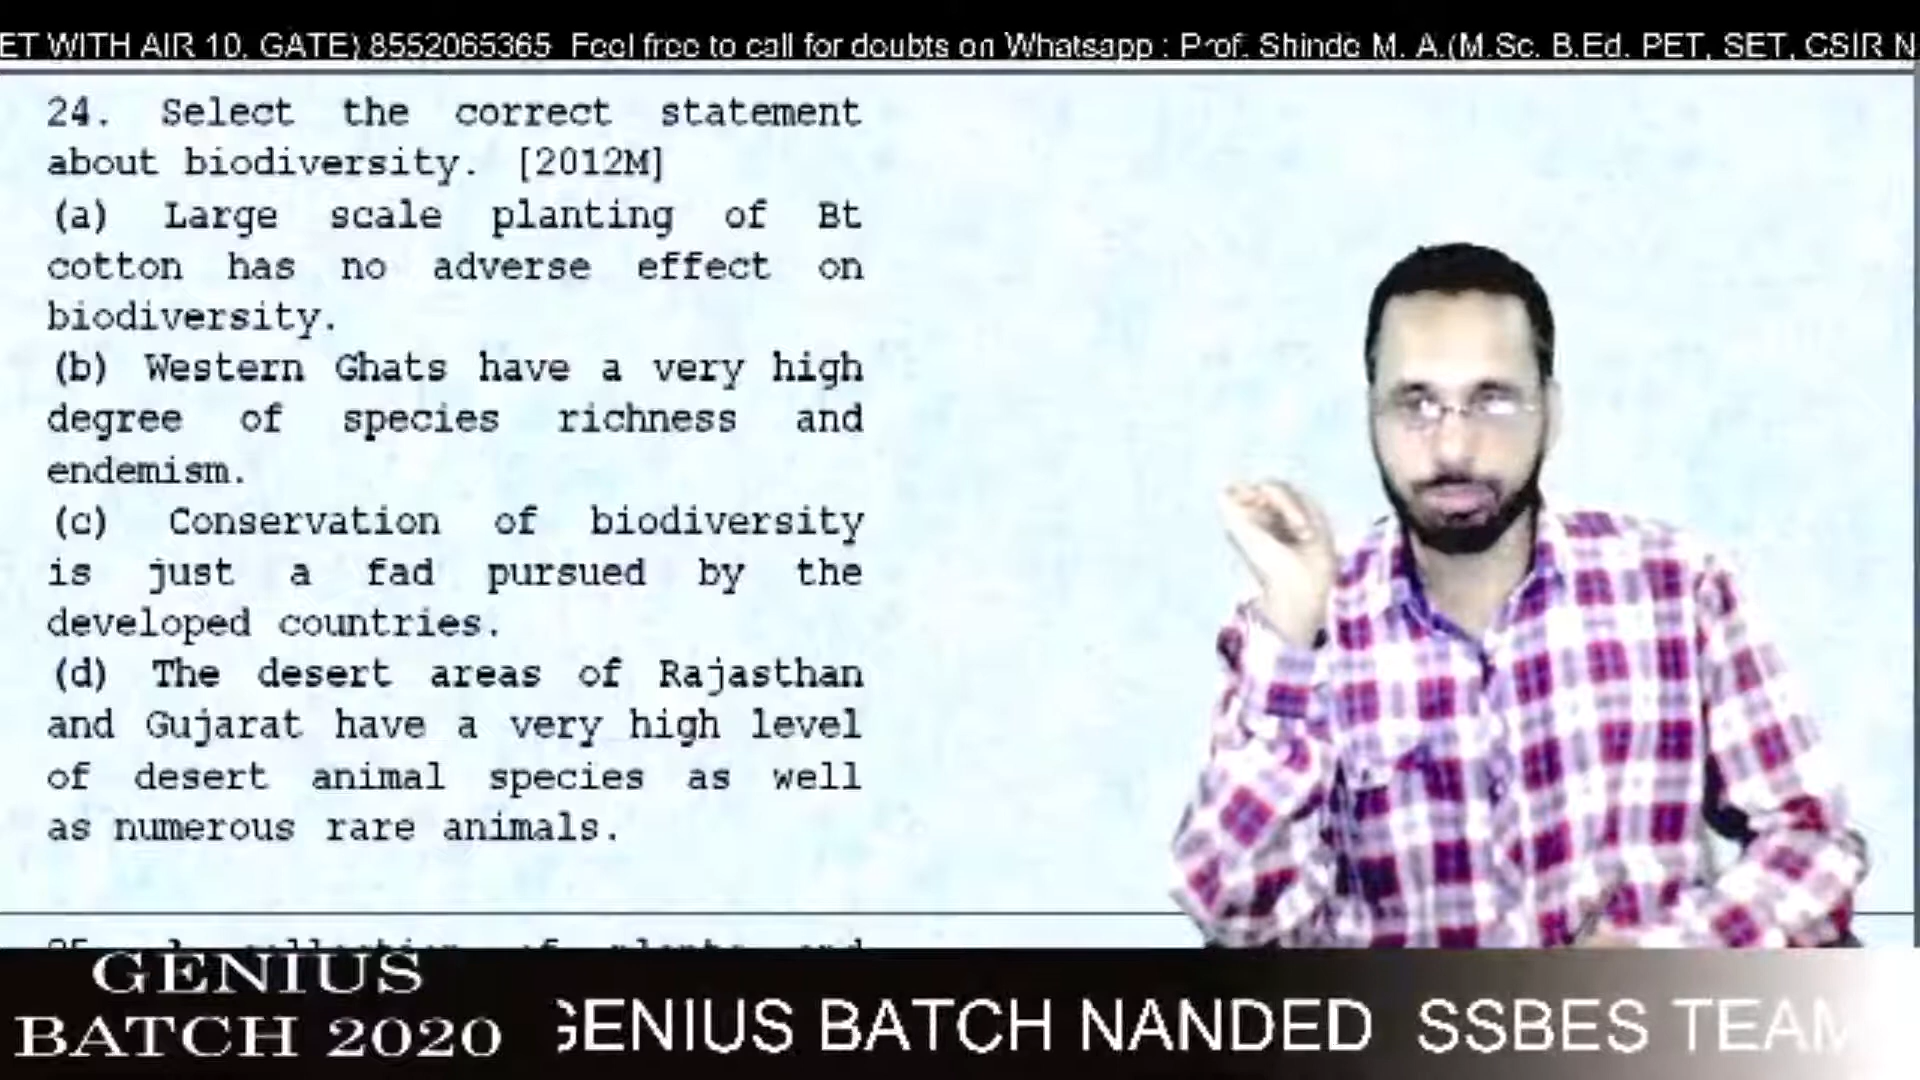 ET WITH AIR 10, GATE) 8552065365 Feel free to call for doubts on Whatsapp : Prof. Shinde M. A.(M.Sc. B.Ed. PET, SET, CSIR N
24. Select the correct statement
about biodiversity. [2012M]
(a) Large scale planting of Bt
cotton has no adverse effect on
biodiversity.
(b) Western Ghats have a very high
degree of species richness and
endemism.
(c) Conservation of biodiversity
is just a fad pursued by the
developed countries.
(d) The desert areas of Rajasthan
and Gujarat have a very high level
of desert animal species as well
as numerous rare animals.
GENIUS
BATCH 2020
GENIUS BATCH NANDED SSBES TEAM